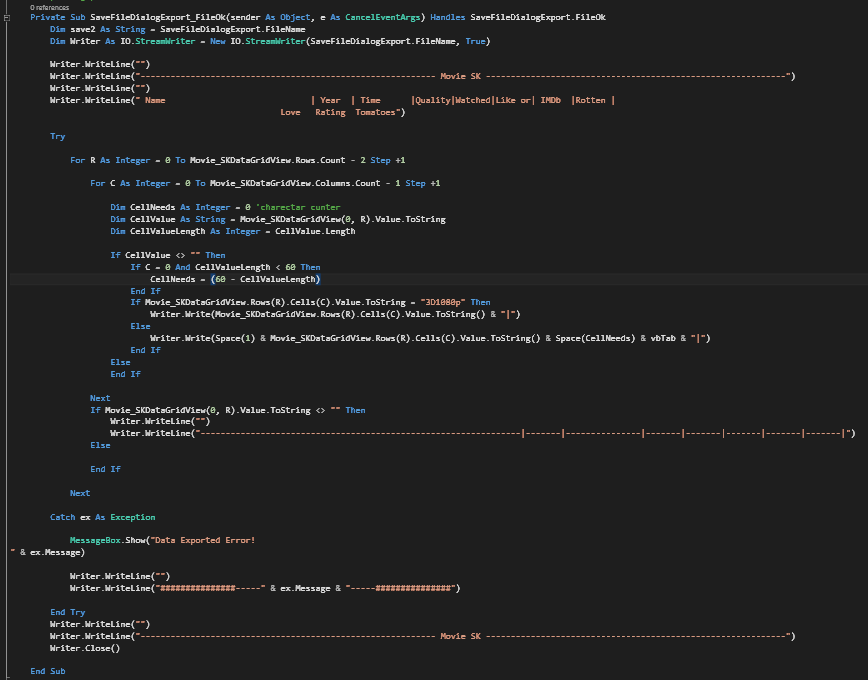 0 references
Private Sub SaveFileDialogExport_FileOk(sender As Object, e As CancelEventArgs) Handles SaveFileDialogExport.FileOk
Dim save2 As String = SaveFileDialogExport.FileName
Dim Writer As IO.StreamWriter = New IO.StreamWriter(SaveFileDialogExport.FileName, True)
Writer.WriteLine("")
Writer.WriteLine("----------------------------------------------------------- Movie SK ------------------------------------------------------------")
Writer.WriteLine("")
Writer.WriteLine(" Name                             | Year  | Time      |Quality|Watched|Like or| IMDb  |Rotten |
Love   Rating  Tomatoes")
Try
For R As Integer = 0 To Movie_SKDataGridView.Rows.Count - 2 Step +1
For C As Integer = 0 To Movie_SKDataGridView.Columns.Count - 1 Step +1
Dim CellNeeds As Integer = 0 'charectar cunter
Dim CellValue As String = Movie_SKDataGridView(0, R).Value.ToString
Dim CellValueLength As Integer = CellValue.Length
If CellValue <> "" Then
If C = 0 And CellValueLength < 60 Then
CellNeeds = (60 - CellValueLength)
End If
If Movie_SKDataGridView.Rows(R).Cells(C).Value.ToString = "3D1080p" Then
Writer.Write(Movie_SKDataGridView.Rows(R).Cells(C).Value.ToString() & "|")
Else
Writer.Write(Space(1) & Movie_SKDataGridView.Rows(R).Cells(C).Value.ToString() & Space(CellNeeds) & vbTab & "|")
End If
Else
End If
Next
If Movie_SKDataGridView(0, R).Value.ToString <> "" Then
Writer.WriteLine("")
Writer.WriteLine("----------------------------------------------------------------|-------|---------------|-------|-------|-------|-------|-------|")
Else
End If
Next
Catch ex As Exception
MessageBox.Show("Data Exported Error!
" & ex.Message)
Writer.WriteLine("")
Writer.WriteLine("###############-----" & ex.Message & "-----###############")
End Try
Writer.WriteLine("")
Writer.WriteLine("----------------------------------------------------------- Movie SK ------------------------------------------------------------")
Writer.Close()
End Sub